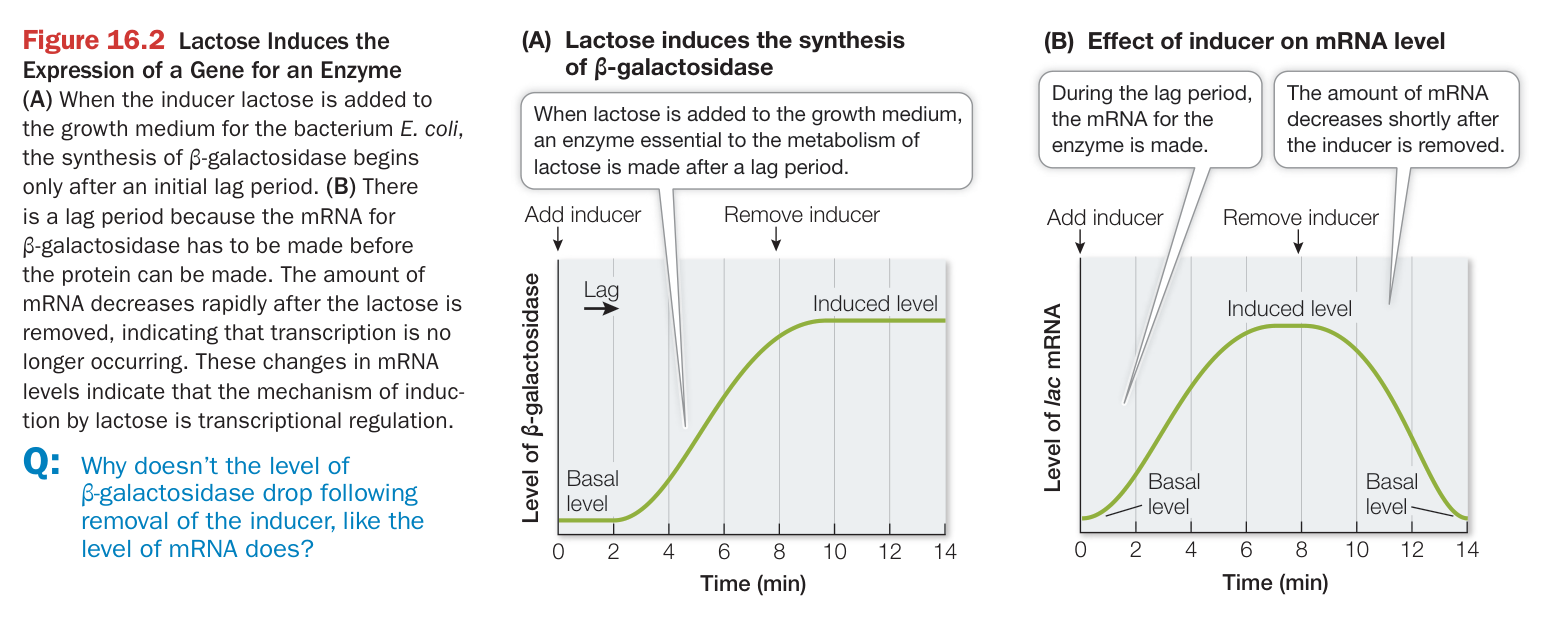 Figure 16.2 Lactose Induces the
Expression of a Gene for an Enzyme
(A) When the inducer lactose is added to
the growth medium for the bacterium E. coli,
the synthesis of β-galactosidase begins
only after an initial lag period. (B) There
is a lag period because the mRNA for
β-galactosidase has to be made before
the protein can be made. The amount of
mRNA decreases rapidly after the lactose is
removed, indicating that transcription is no
longer occurring. These changes in mRNA
levels indicate that the mechanism of induc-
tion by lactose is transcriptional regulation.
Q: Why doesn't the level of
β-galactosidase drop following
removal of the inducer, like the
level of mRNA does?
(A) Lactose induces the synthesis
of β-galactosidase
When lactose is added to the growth medium,
an enzyme essential to the metabolism of
lactose is made after a lag period.
Add inducer
Remove inducer
Level of β-galactosidase
Lag
Induced level
Basal
level
0 2 4 6 8 10 12 14
Time (min)
(B) Effect of inducer on mRNA level
During the lag period,
the mRNA for the
enzyme is made.
The amount of mRNA
decreases shortly after
the inducer is removed.
Add inducer
Remove inducer
Level of lac mRNA
Induced level
Basal
level
Basal
level
0 2 4 6 8 10 12 14
Time (min)